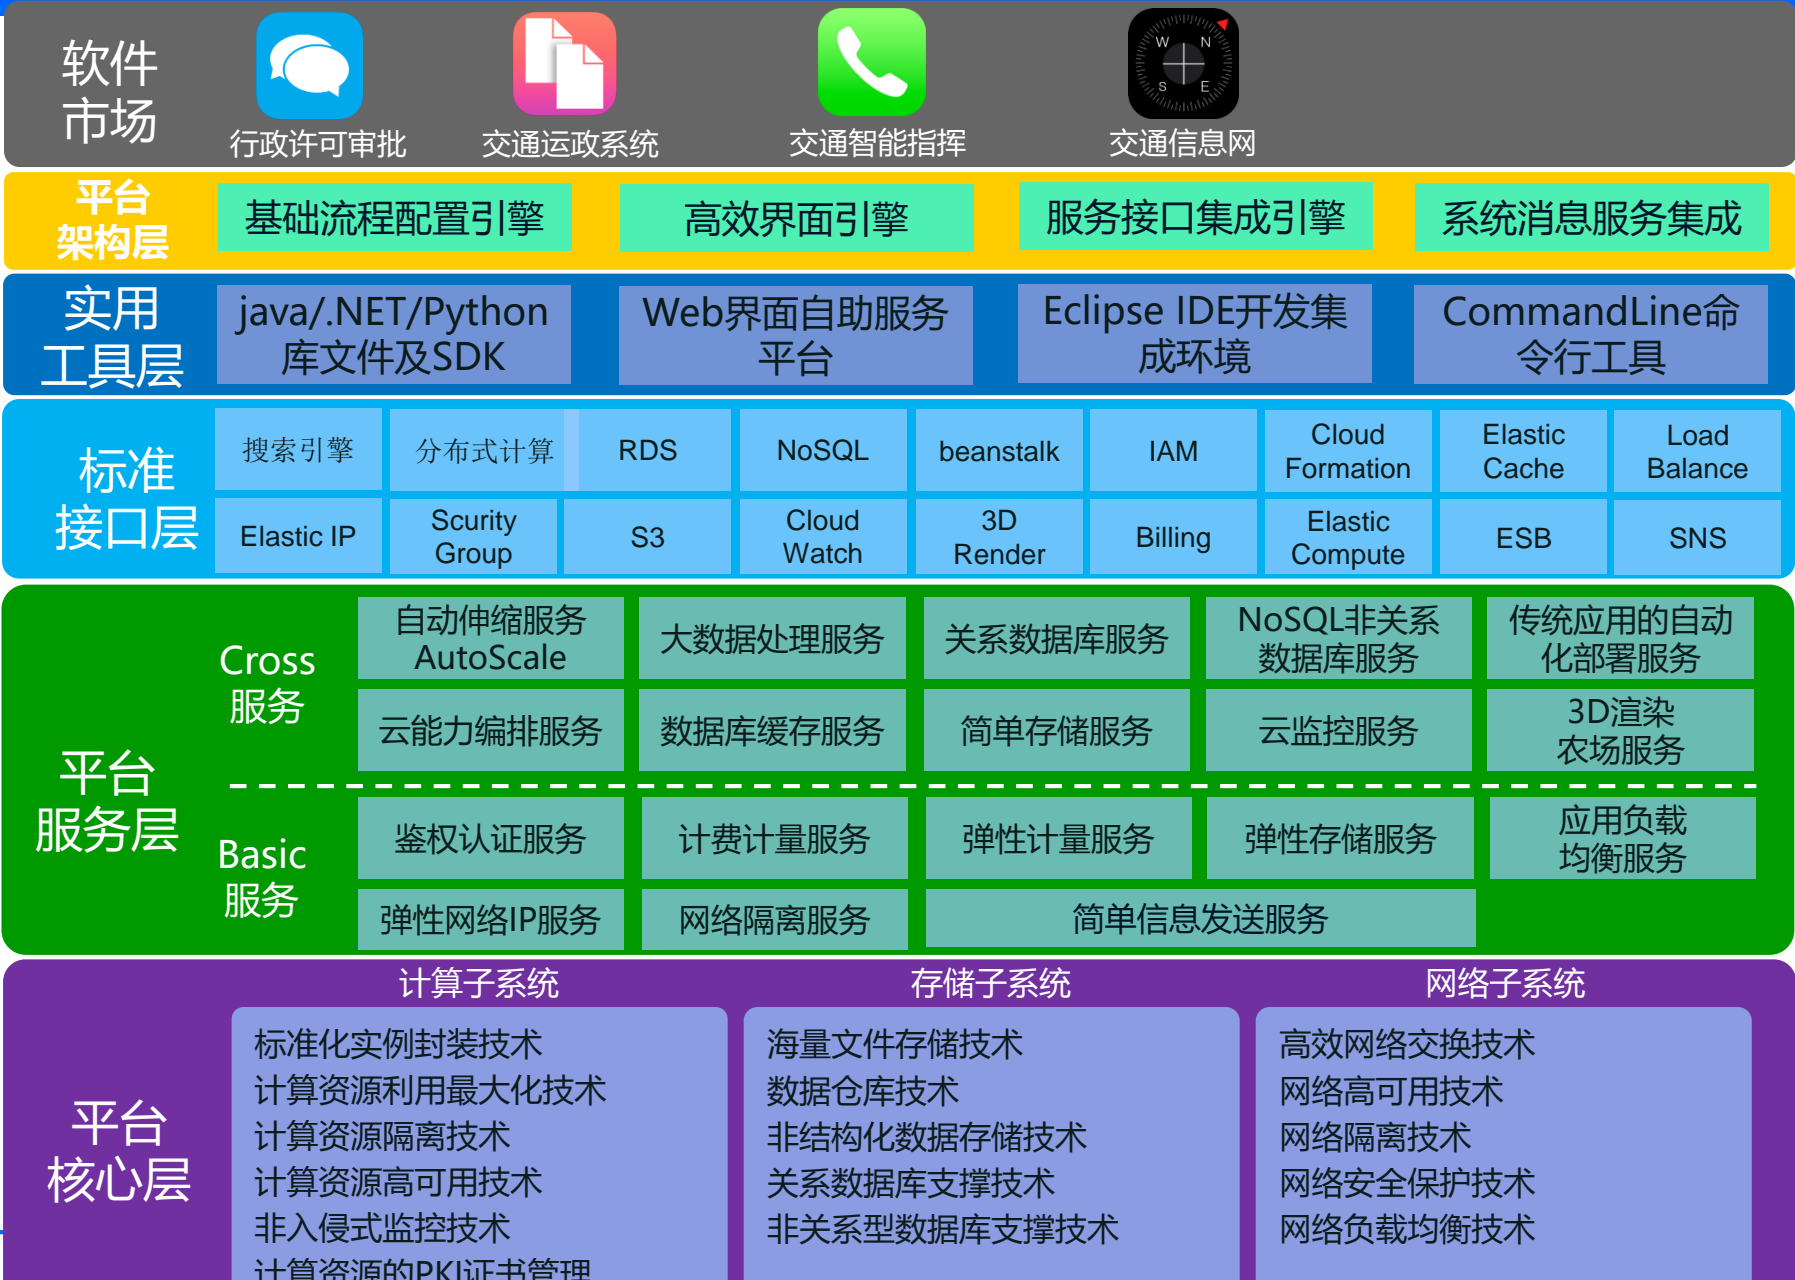 软件
市场
行政许可审批
交通运政系统
交通智能指挥
W
N
S
E
交通信息网
平台
架构层
基础流程配置引擎
高效界面引擎
服务接口集成引擎
系统消息服务集成
实用
工具层
java/.NET/Python
库文件及SDK
Web界面自助服务
平台
Eclipse IDE开发集
成环境
CommandLine命
令行工具
标准
接口层
搜索引擎
分布式计算
RDS
NoSQL
beanstalk
IAM
Cloud
Formation
Elastic
Cache
Load
Balance
Elastic IP
Scurity
Group
S3
Cloud
Watch
3D
Render
Billing
Elastic
Compute
ESB
SNS
平台
服务层
Cross
服务
自动伸缩服务
AutoScale
大数据处理服务
关系数据库服务
NoSQL非关系
数据库服务
传统应用的自动
化部署服务
云能力编排服务
数据库缓存服务
简单存储服务
云监控服务
3D渲染
农场服务
Basic
服务
鉴权认证服务
计费计量服务
弹性计量服务
弹性存储服务
应用负载
均衡服务
弹性网络IP服务
网络隔离服务
简单信息发送服务
平台
核心层
计算子系统
标准化实例封装技术
计算资源利用最大化技术
计算资源隔离技术
计算资源高可用技术
非入侵式监控技术
计算资源的PKI证书管理
存储子系统
海量文件存储技术
数据仓库技术
非结构化数据存储技术
关系数据库支撑技术
非关系型数据库支撑技术
网络子系统
高效网络交换技术
网络高可用技术
网络隔离技术
网络安全保护技术
网络负载均衡技术